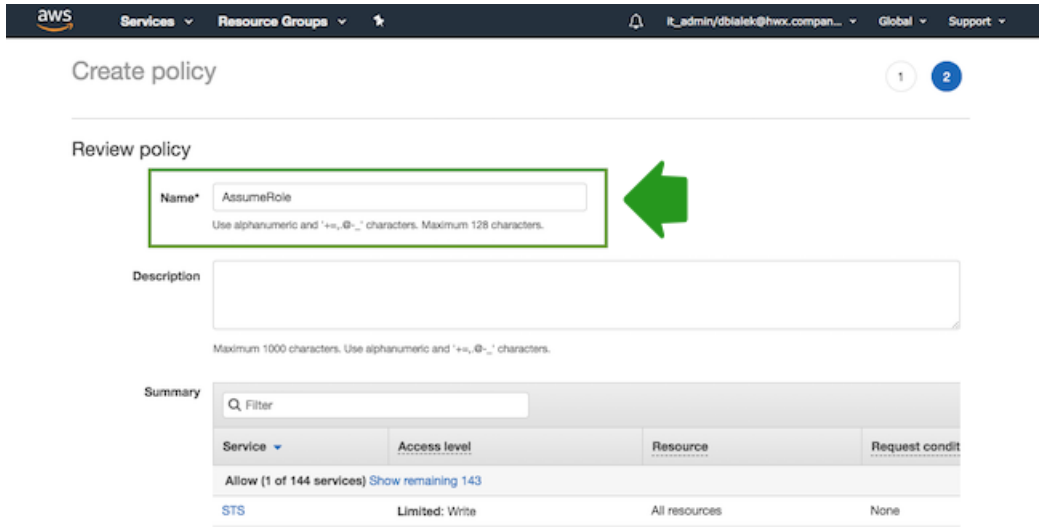 aws Services Resource Groups it_admin/dbialek@hwx.compan... Global Support
Create policy 1 2
Review policy
Name* AssumeRole
Use alphanumeric and '+=,.@-_' characters. Maximum 128 characters.
Description
Maximum 1000 characters. Use alphanumeric and '+=,.@-_' characters.
Summary
Filter
Service Access level Resource Request condit
Allow (1 of 144 services) Show remaining 143
STS Limited: Write All resources None